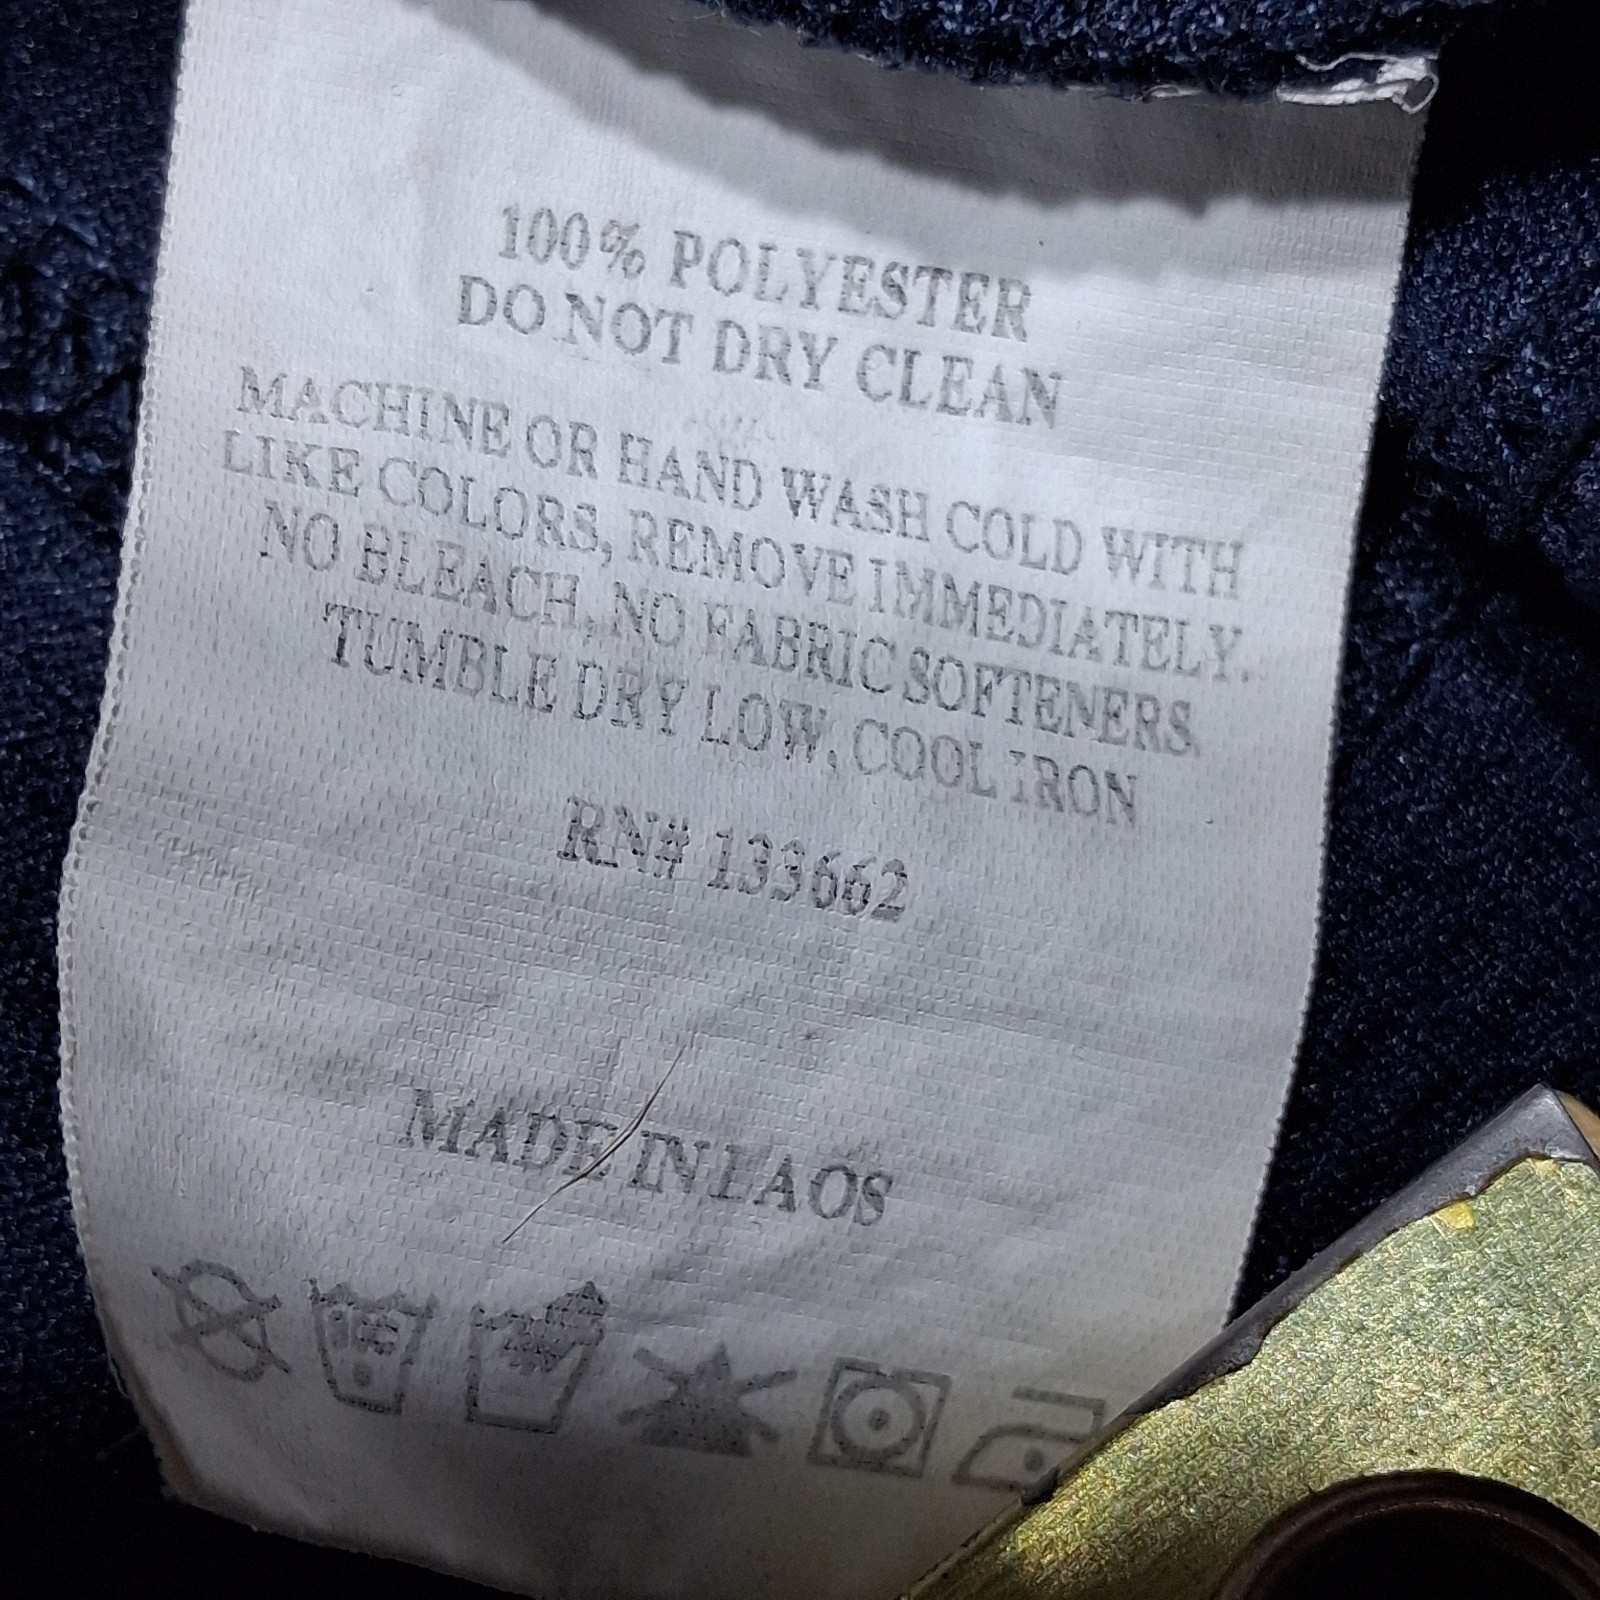 100% POLYESTER
DO NOT DRY CLEAN
MACHINE OR HAND WASH COLD WITH
LIKE COLORS, REMOVE IMMEDIATELY.
NO BLEACH, NO FABRIC SOFTENERS.
TUMBLE DRY LOW, COOL IRON
RN# 133662
MADE IN LAOS